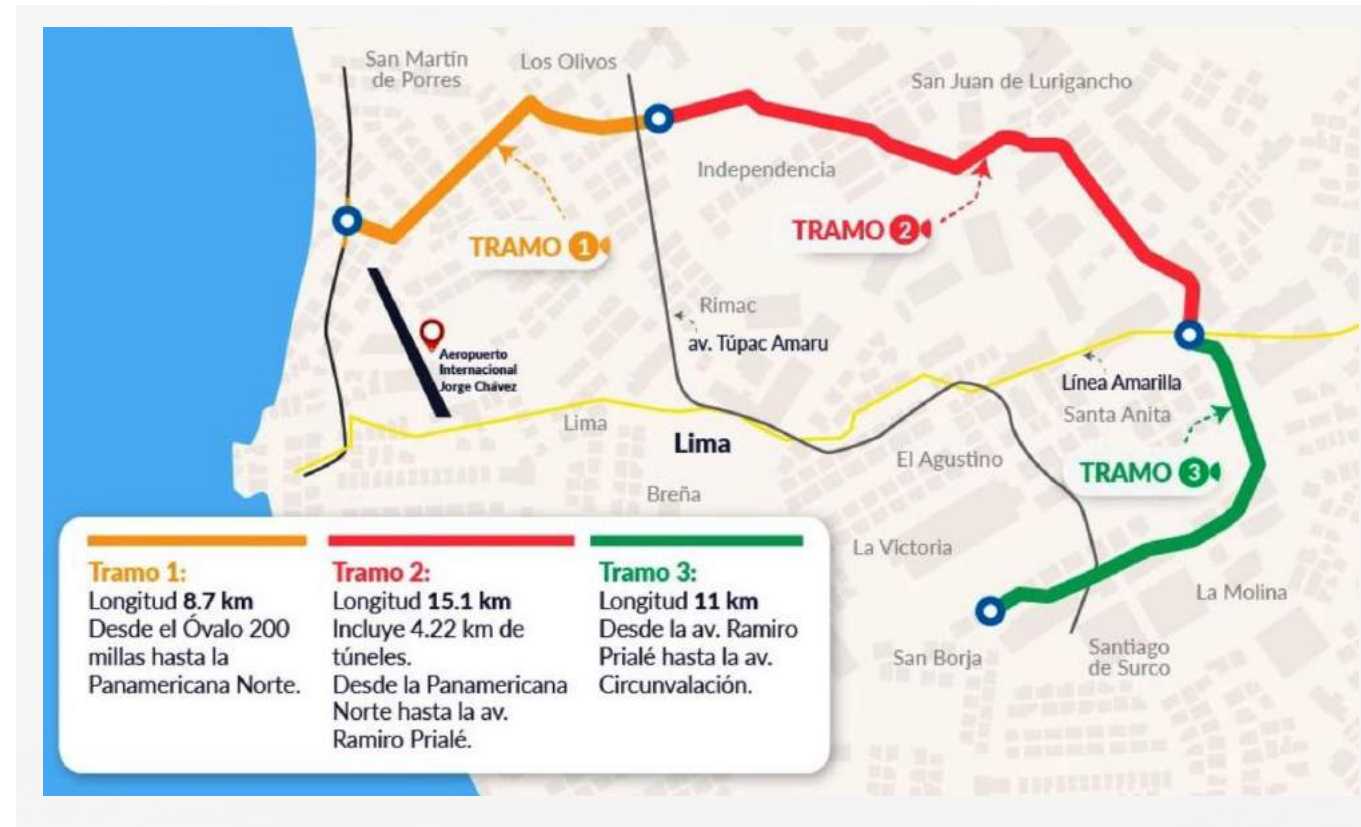 San Martín
de Porres
Los Olivos
San Juan de Lurigancho
Independencia
TRAMO 1
TRAMO 2
Rimac
av. Túpac Amaru
Aeropuerto
Internacional
Jorge Chávez
Línea Amarilla
Santa Anita
Lima
Lima
El Agustino
TRAMO 3
Breña
La Victoria
La Molina
San Borja
Santiago
de Surco
Tramo 1:
Longitud 8.7 km
Desde el Óvalo 200
millas hasta la
Panamericana Norte.
Tramo 2:
Longitud 15.1 km
Incluye 4.22 km de
túneles.
Desde la Panamericana
Norte hasta la av.
Ramiro Prialé.
Tramo 3:
Longitud 11 km
Desde la av. Ramiro
Prialé hasta la av.
Circunvalación.